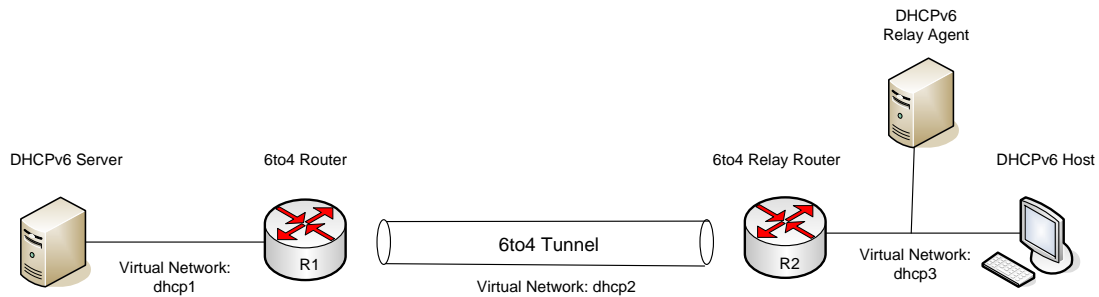 DHCPv6
Relay Agent
DHCPv6 Server
6to4 Router
6to4 Relay Router
DHCPv6 Host
R1
6to4 Tunnel
R2
Virtual Network:
dhcp1
Virtual Network: dhcp2
Virtual Network:
dhcp3